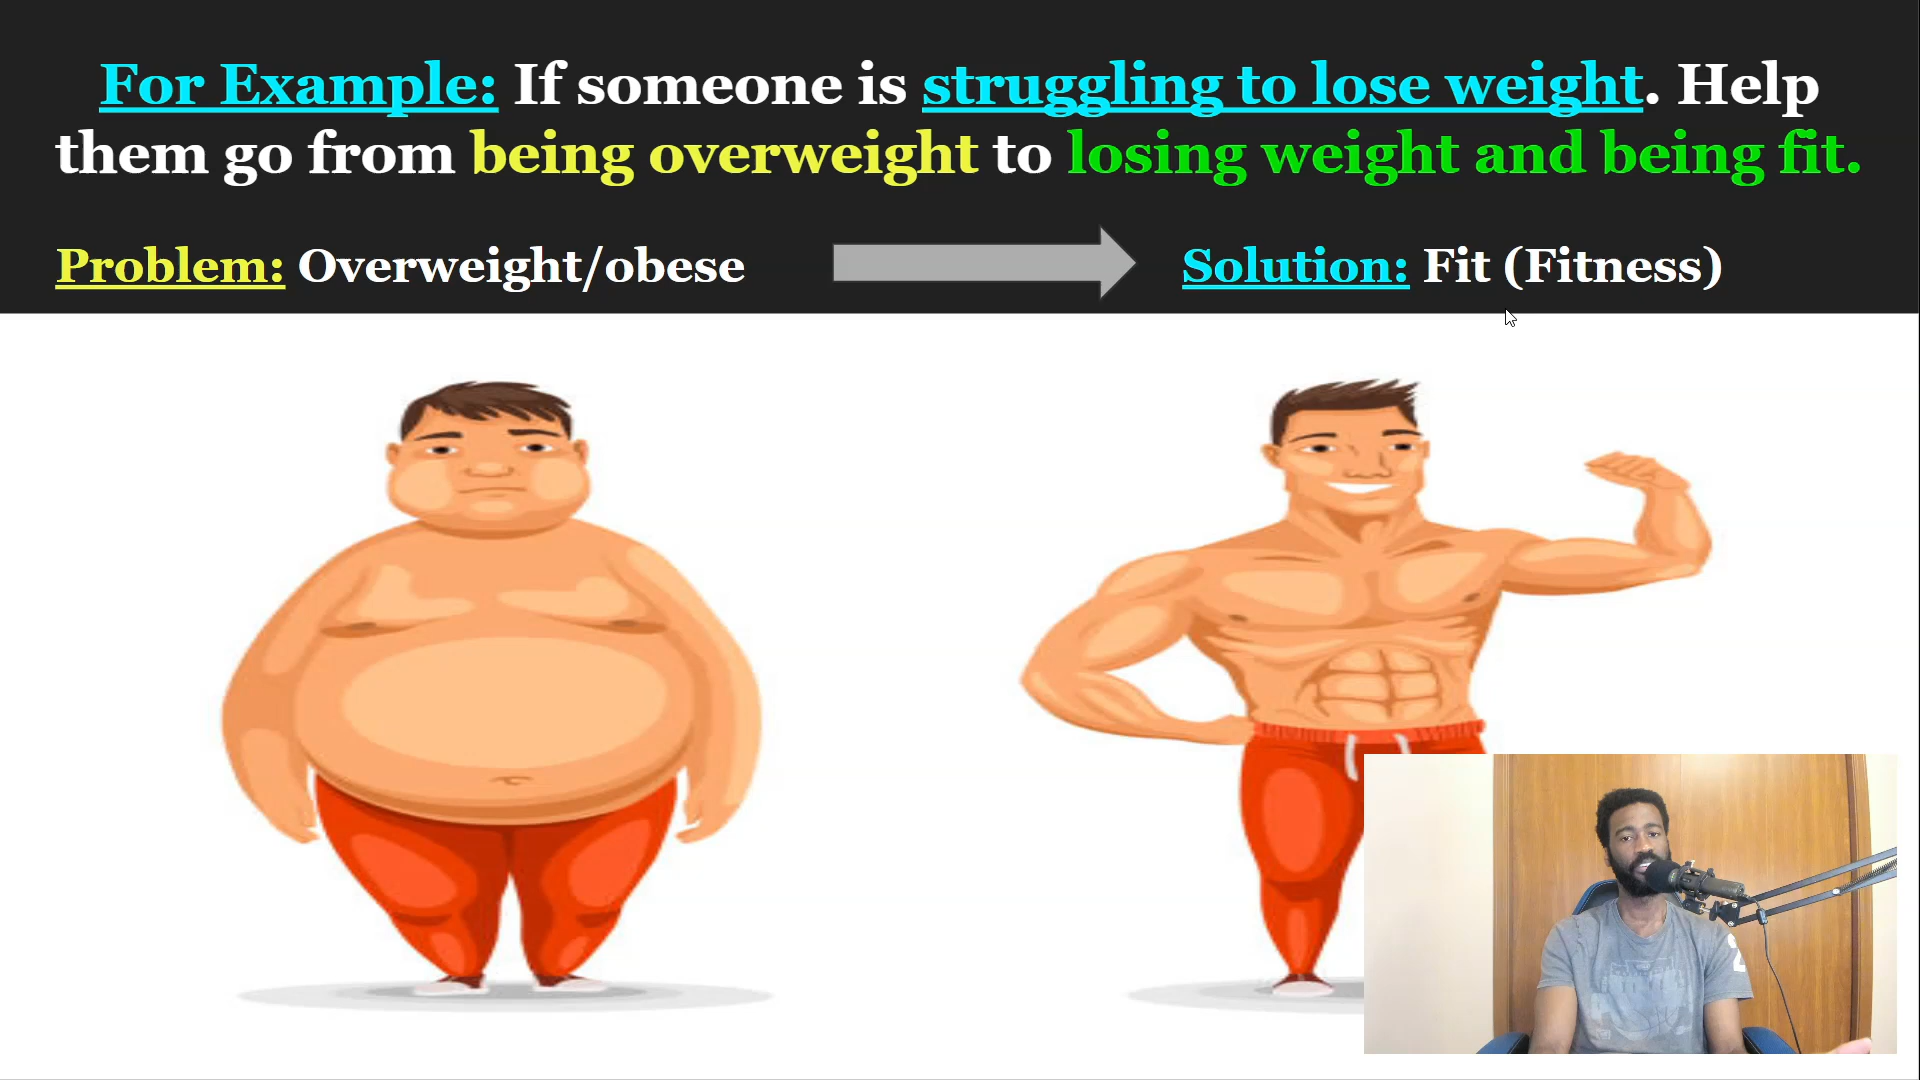 For Example: If someone is struggling to lose weight. Help
them go from being overweight to losing weight and being fit.
Problem: Overweight/obese
Solution: Fit (Fitness)